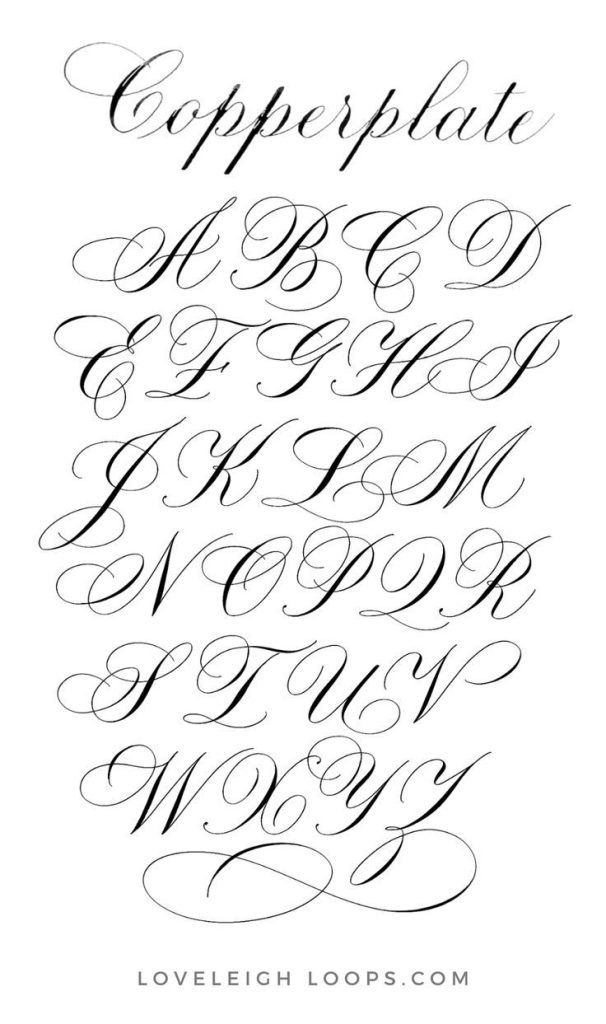 Copperplate
A B C D
E F G H I
J K L M
N O P Q R
S T U V
W X Y Z
LOVELEIGH LOOPS.COM